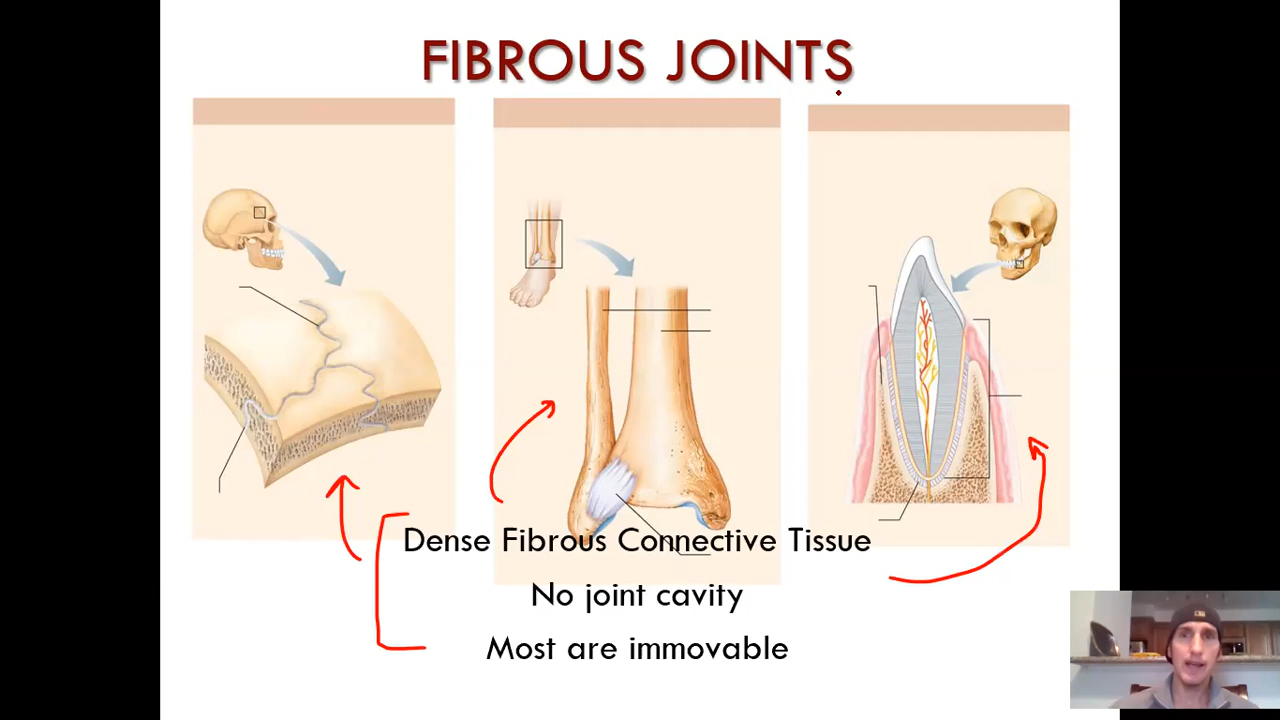 FIBROUS JOINTS
Dense Fibrous Connective Tissue
No joint cavity
Most are immovable